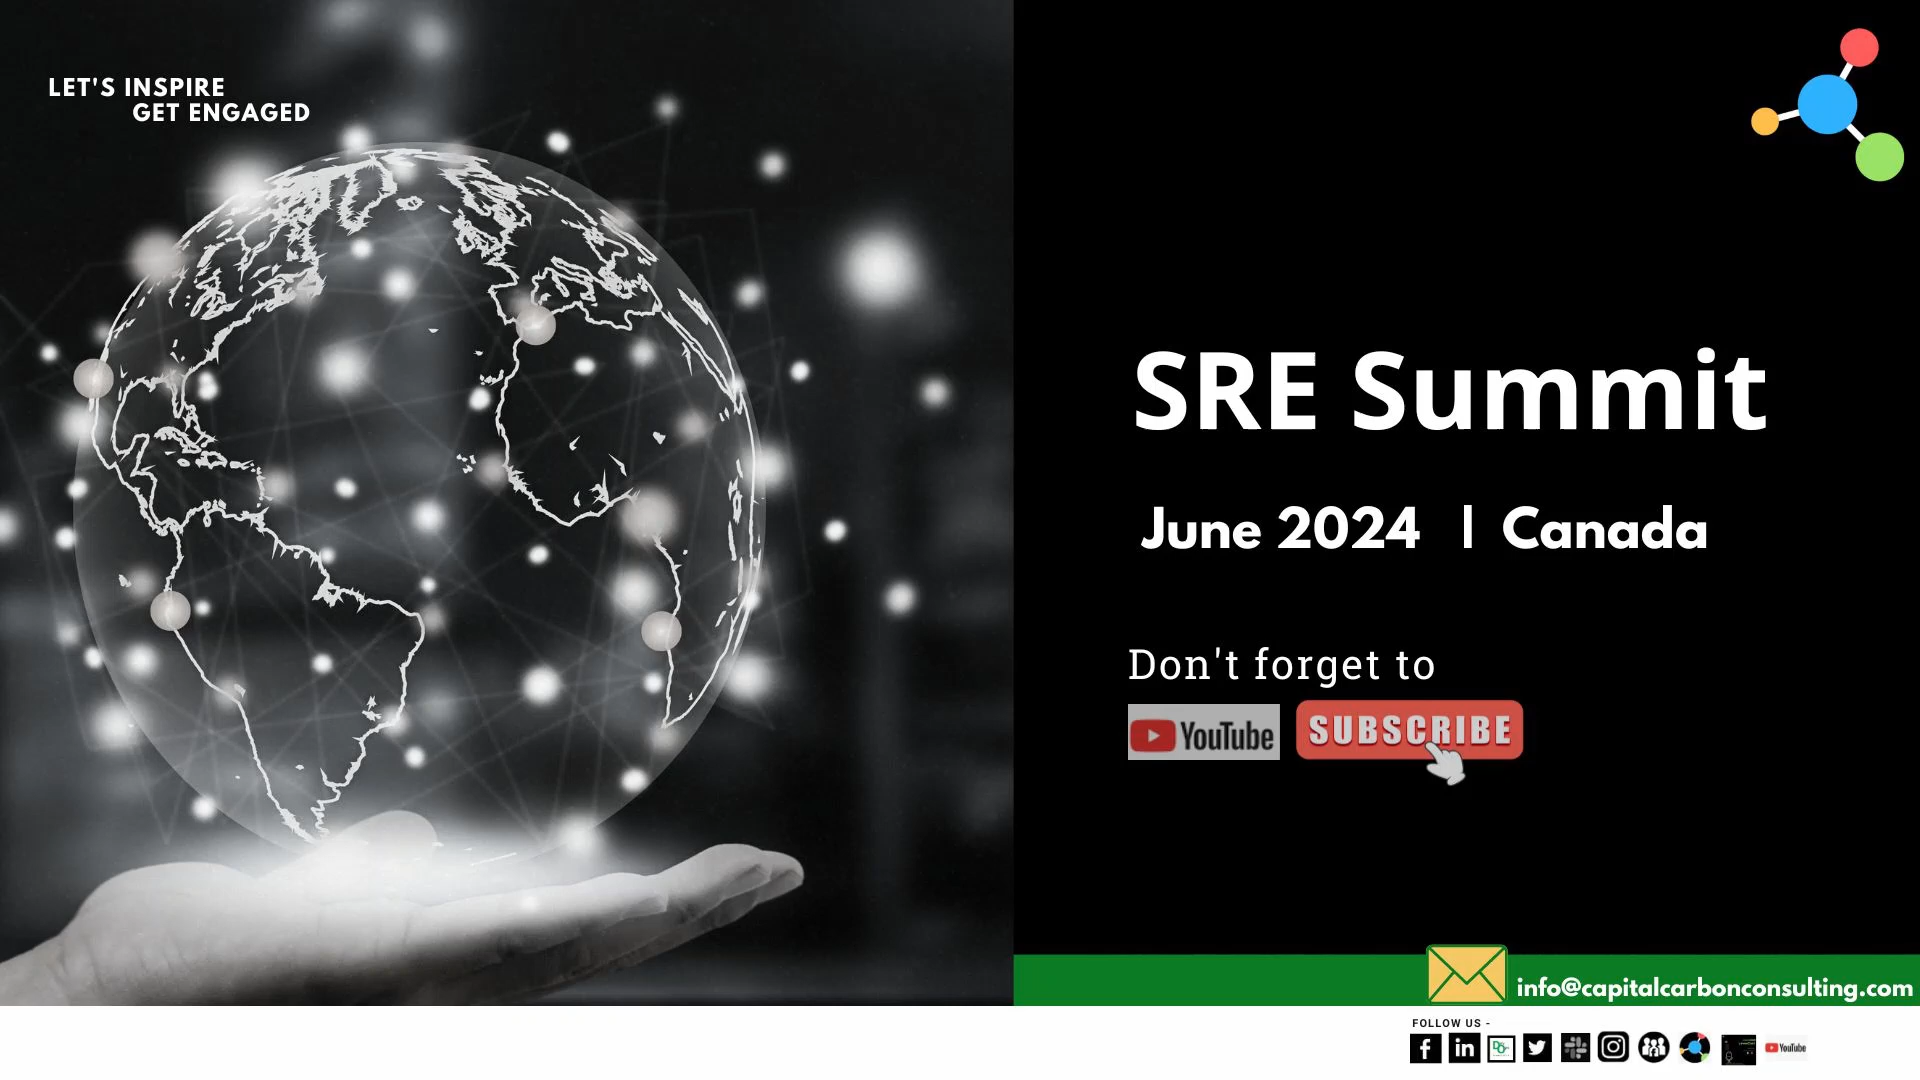 LET'S INSPIRE
GET ENGAGED
SRE Summit
June 2024 | Canada
Don't forget to
YouTube SUBSCRIBE
info@capitalcarbonconsulting.com
FOLLOW US -
YouTube